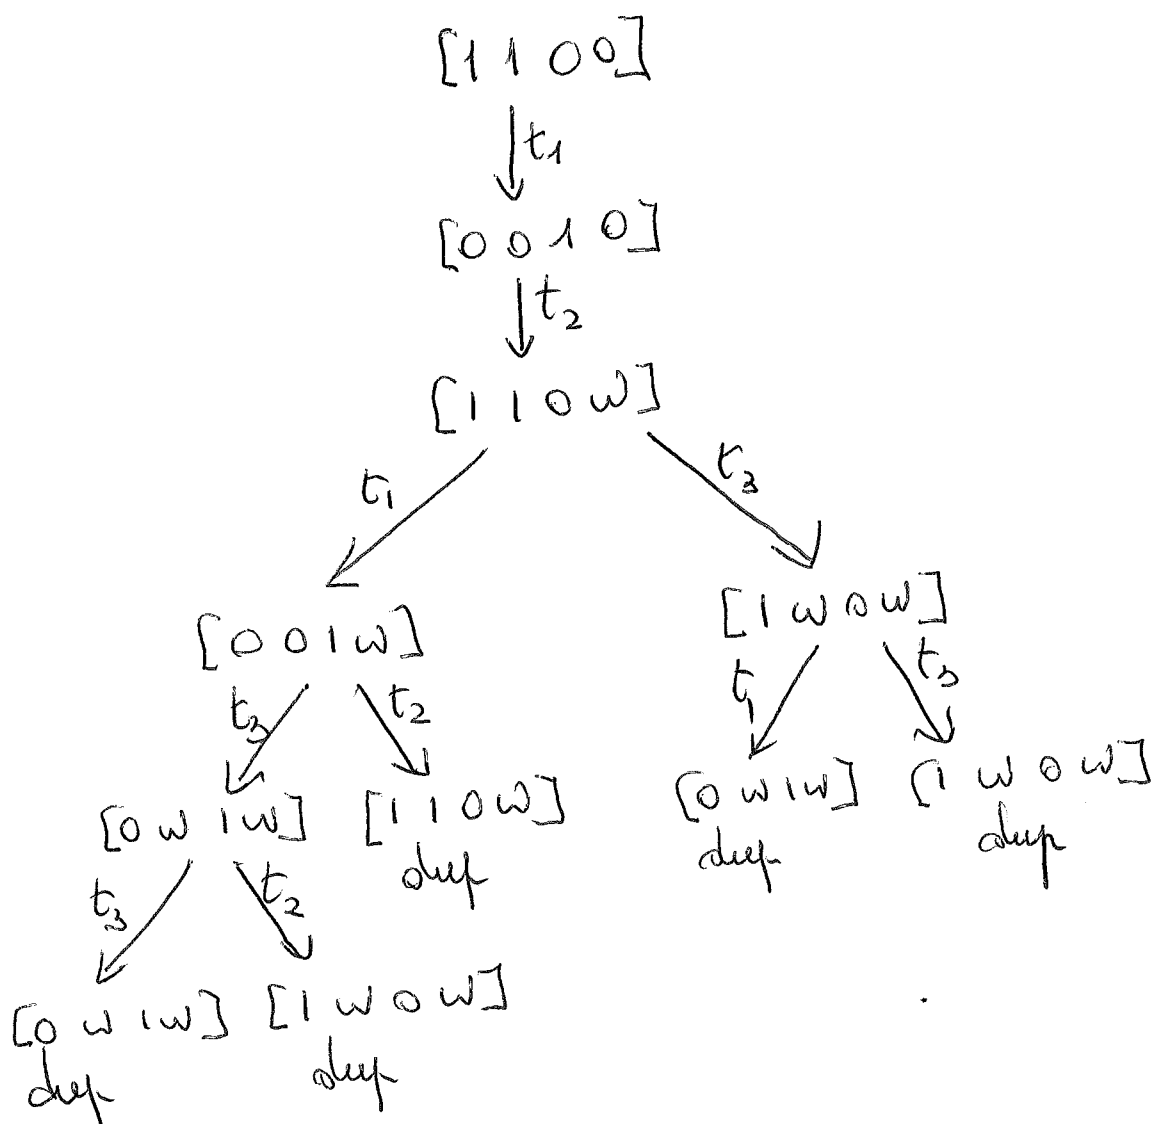 [1 1 0 0]
t1
[0 0 1 0]
t2
[1 1 0 w]
t1 t3
[0 0 1 w] [1 w 0 w]
t3 t2 t1 t3
[0 w 1 w] [1 1 0 w] [0 w 1 w] [1 w 0 w]
dup dup dup
t3 t2
[0 w 1 w] [1 w 0 w]
dup dup